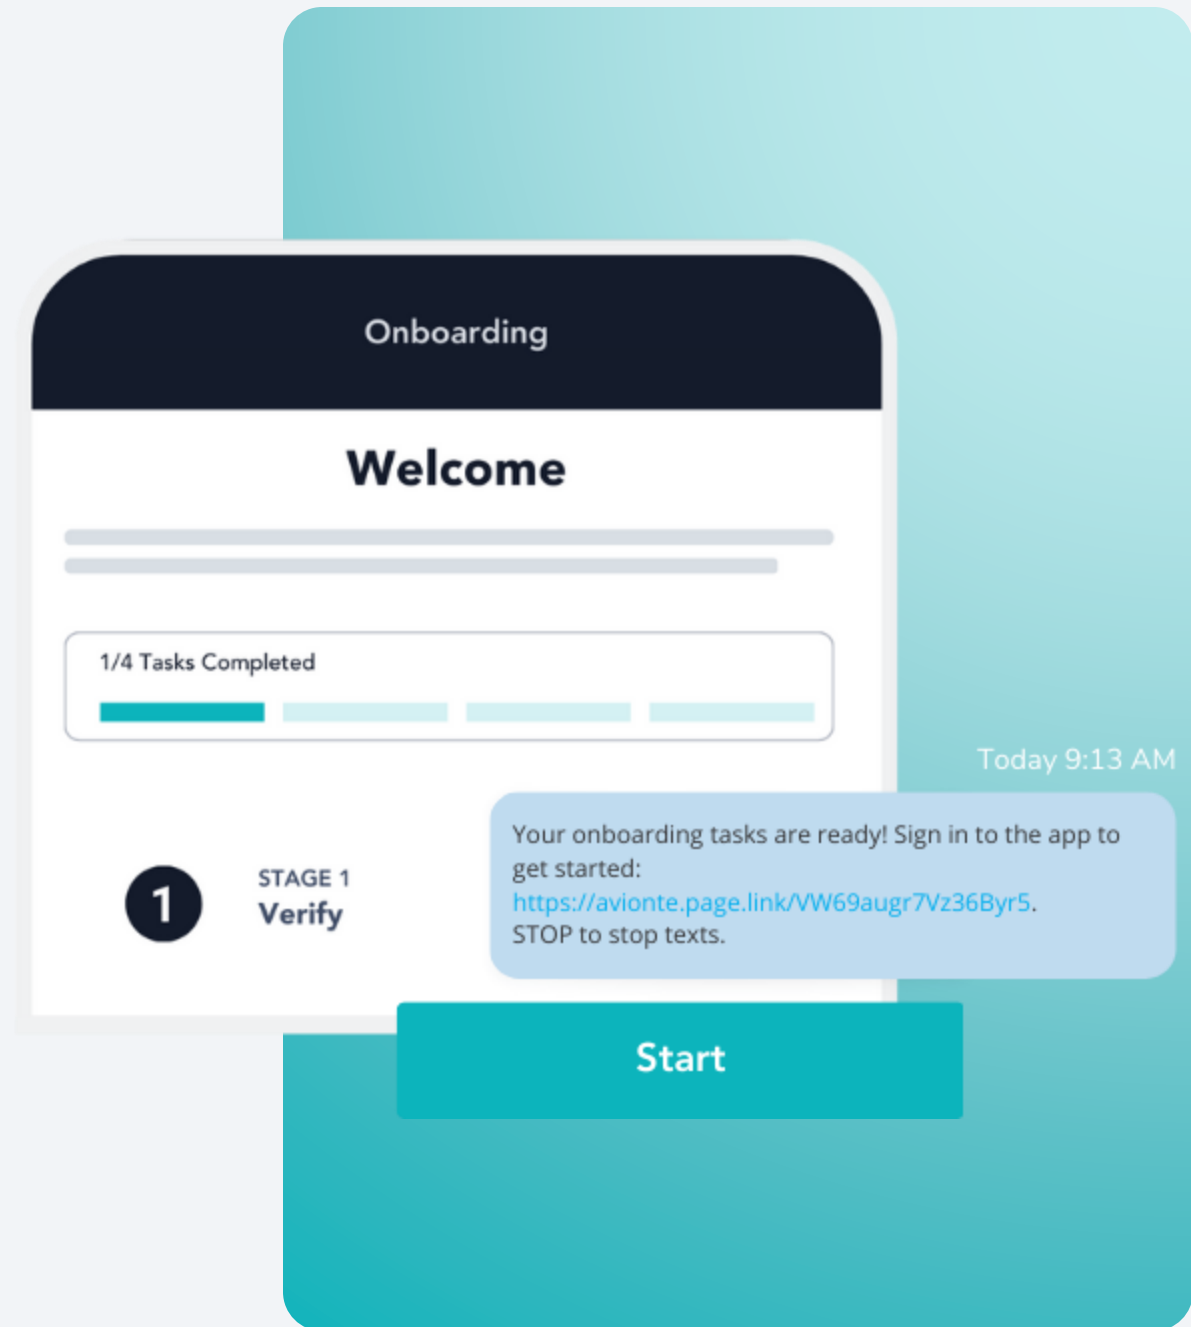 Onboarding
Welcome
1/4 Tasks Completed
1
STAGE 1
Verify
Today 9:13 AM
Your onboarding tasks are ready! Sign in to the app to
get started:
https://avionte.page.link/VW69augr7Vz36Byr5.
STOP to stop texts.
Start